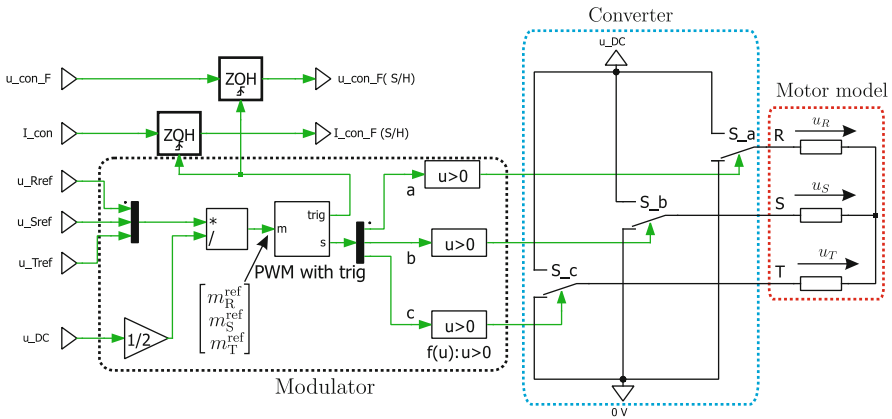 Converter
u_DC
u_con_F
ZOH
u_con_F( S/H)
Motor model
I_con
ZOH
I_con_F (S/H)
S_a
R
u_R
u_Rref
a
u>0
u_Sref
*
/
m
trig
s
S_b
S
u_S
u_Tref
PWM with trig
b
u>0
S_c
T
u_T
m_R^ref
m_S^ref
m_T^ref
c
u>0
u_DC
1/2
f(u):u>0
Modulator
0 V